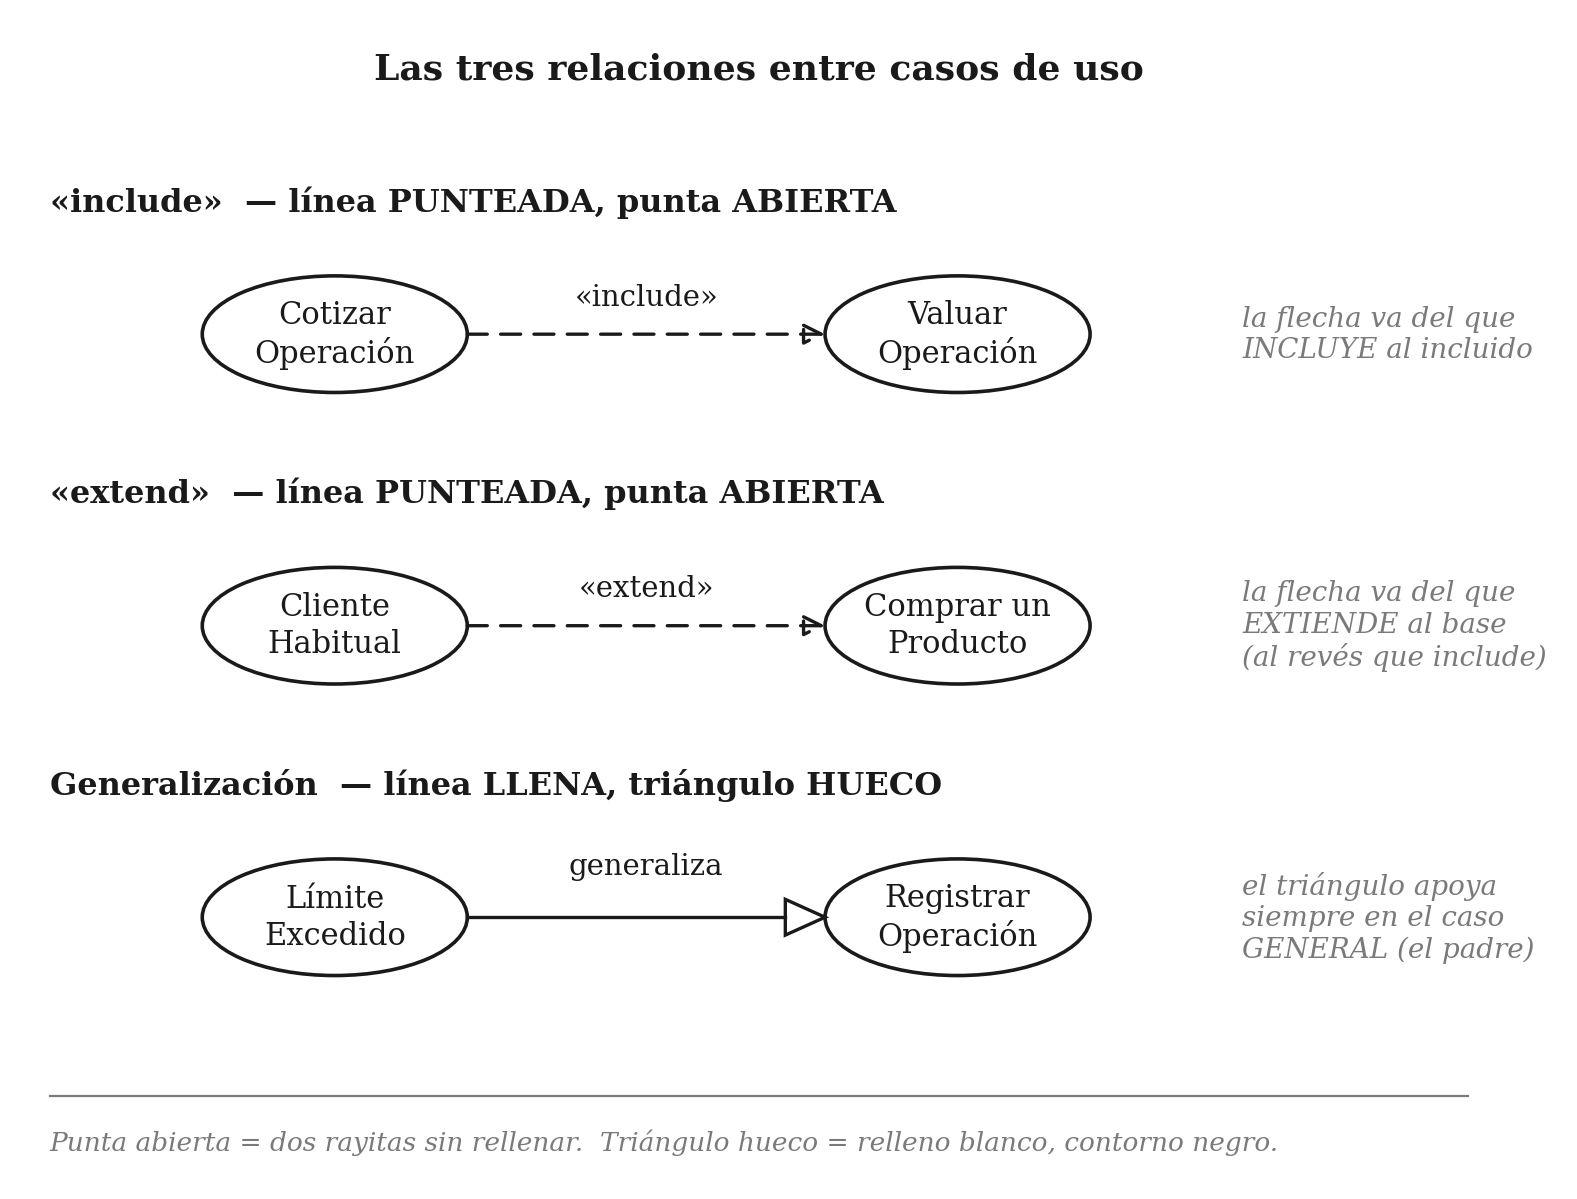 Las tres relaciones entre casos de uso
«include»  — línea PUNTEADA, punta ABIERTA
Cotizar
Operación
«include»
Valuar
Operación
la flecha va del que
INCLUYE al incluido
«extend»  — línea PUNTEADA, punta ABIERTA
Cliente
Habitual
«extend»
Comprar un
Producto
la flecha va del que
EXTIENDE al base
(al revés que include)
Generalización  — línea LLENA, triángulo HUECO
Límite
Excedido
generaliza
Registrar
Operación
el triángulo apoya
siempre en el caso
GENERAL (el padre)
Punta abierta = dos rayitas sin rellenar.  Triángulo hueco = relleno blanco, contorno negro.